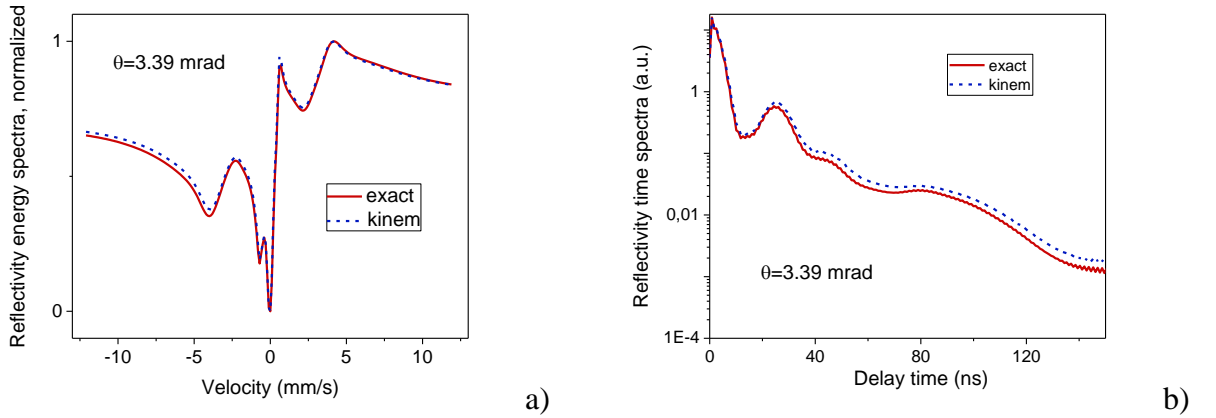 Reflectivity energy spectra, normalized
1
0
θ=3.39 mrad
exact
kinem
-10
-5
0
5
10
Velocity (mm/s)
a)
Reflectivity time spectra (a.u.)
1
0,01
1E-4
exact
kinem
θ=3.39 mrad
0
40
80
120
Delay time (ns)
b)